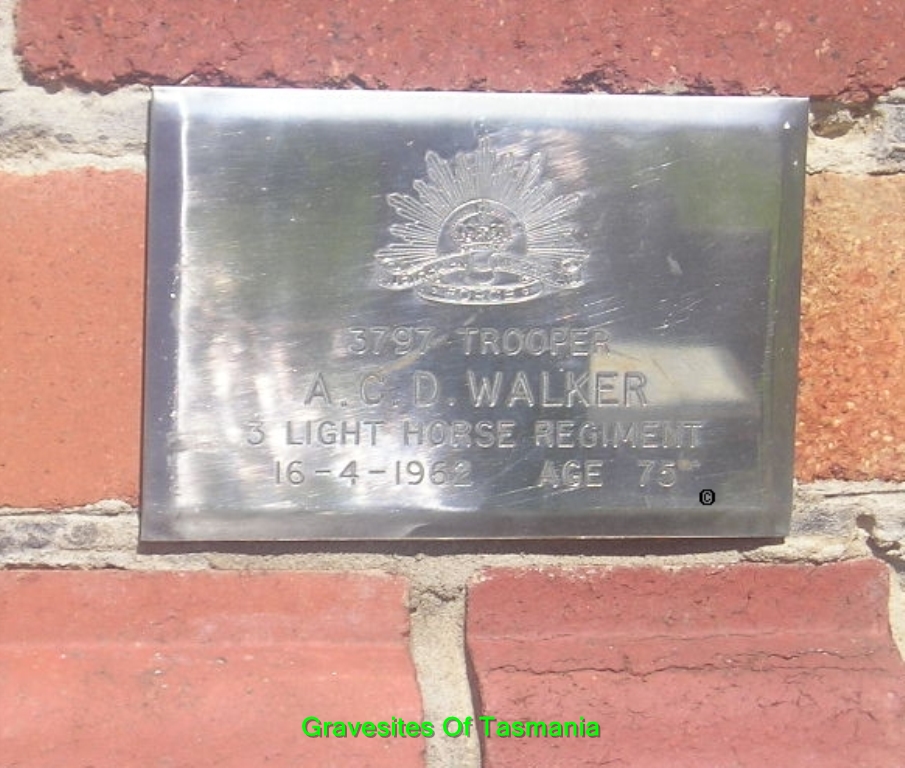 3797 TROOPER
A.C.D. WALKER
3 LIGHT HORSE REGIMENT
16-4-1962 AGE 75
©
Gravesites Of Tasmania